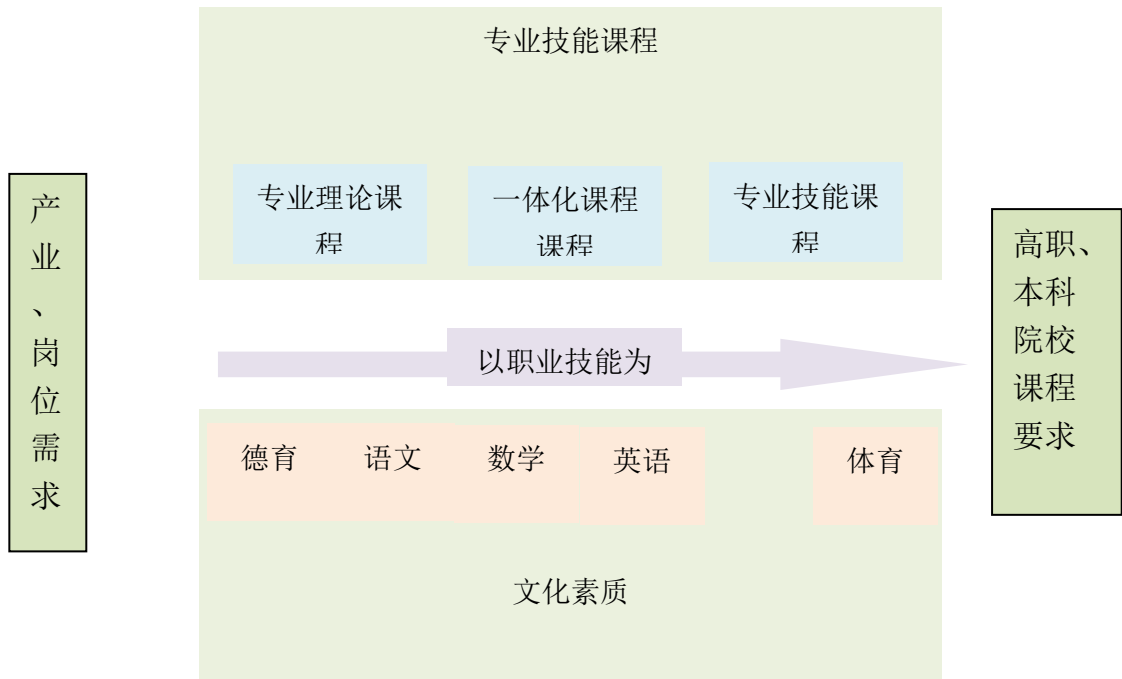 专业技能课程
产
业
、
岗
位
需
求
专业理论课
程
一体化课程
课程
专业技能课
程
高职、
本科
院校
课程
要求
以职业技能为
德育
语文
数学
英语
体育
文化素质